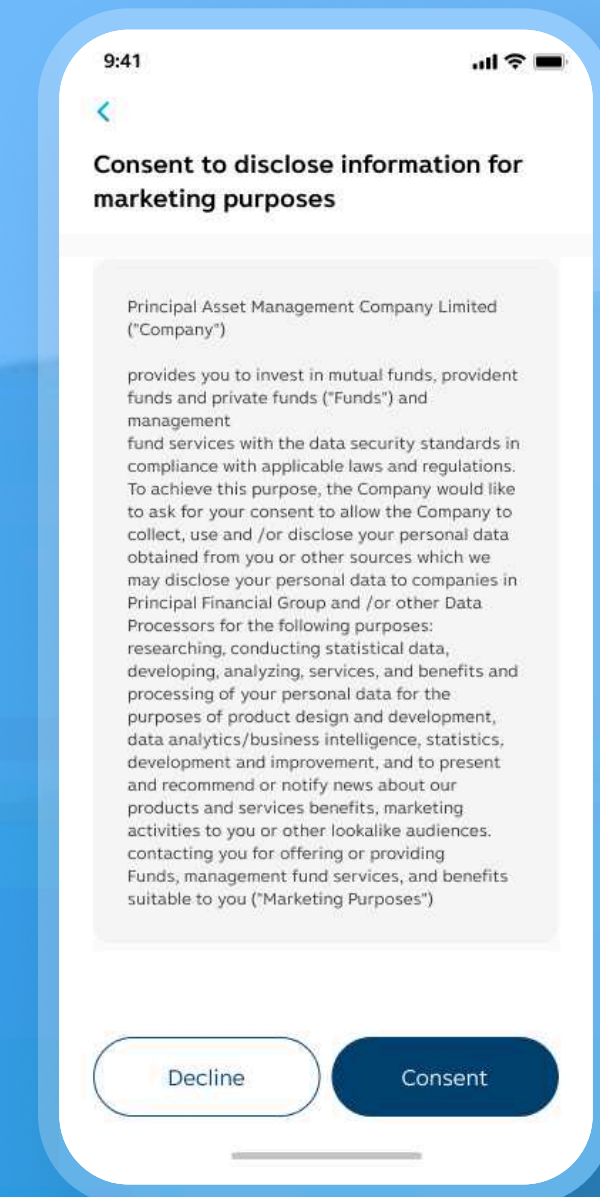 9:41
Consent to disclose information for
marketing purposes
Principal Asset Management Company Limited
("Company")
provides you to invest in mutual funds, provident
funds and private funds ("Funds") and
management
fund services with the data security standards in
compliance with applicable laws and regulations.
To achieve this purpose, the Company would like
to ask for your consent to allow the Company to
collect, use and /or disclose your personal data
obtained from you or other sources which we
may disclose your personal data to companies in
Principal Financial Group and /or other Data
Processors for the following purposes:
researching, conducting statistical data,
developing, analyzing, services, and benefits and
processing of your personal data for the
purposes of product design and development,
data analytics/business intelligence, statistics,
development and improvement, and to present
and recommend or notify news about our
products and services benefits, marketing
activities to you or other lookalike audiences.
contacting you for offering or providing
Funds, management fund services, and benefits
suitable to you ("Marketing Purposes")
Decline
Consent